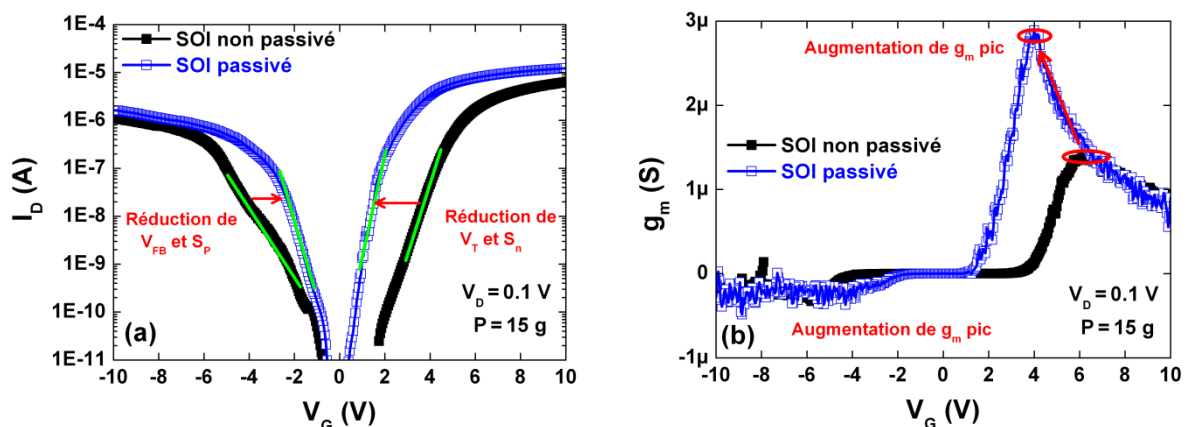 1E-4
1E-5
1E-6
1E-7
1E-8
1E-9
1E-10
1E-11
I_D (A)
SOI non passivé
SOI passivé
Réduction de
V_FB et S_P
Réduction de
V_T et S_n
V_D = 0.1 V
P = 15 g
(a)
-10 -8 -6 -4 -2 0 2 4 6 8 10
V_G (V)
3µ
2µ
1µ
0
-1µ
g_m (S)
Augmentation de g_m pic
SOI non passivé
SOI passivé
Augmentation de g_m pic
V_D = 0.1 V
P = 15 g
(b)
-10 -8 -6 -4 -2 0 2 4 6 8 10
V_G (V)